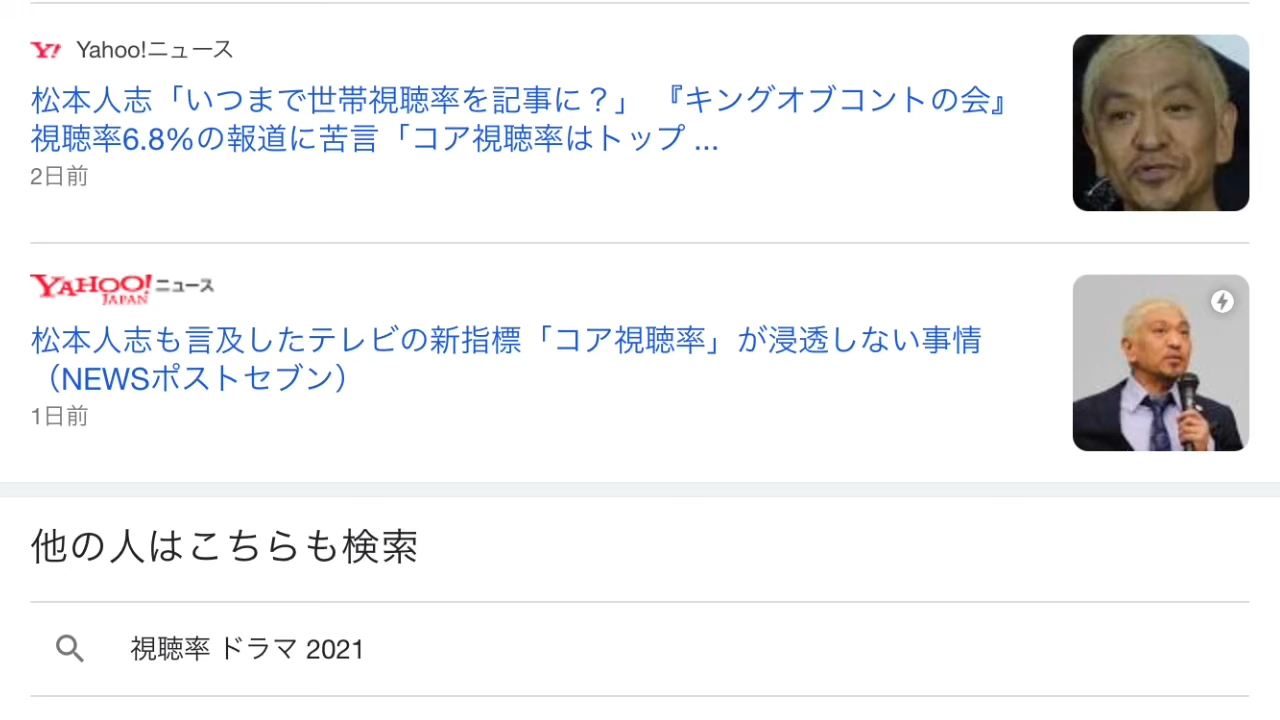 Y! Yahoo!ニュース
松本人志「いつまで世帯視聴率を記事に？」 『キングオブコントの会』
視聴率6.8%の報道に苦言「コア視聴率はトップ ...
2日前
YAHOO! JAPAN ニュース
松本人志も言及したテレビの新指標「コア視聴率」が浸透しない事情
（NEWSポストセブン）
1日前
他の人はこちらも検索
視聴率 ドラマ 2021